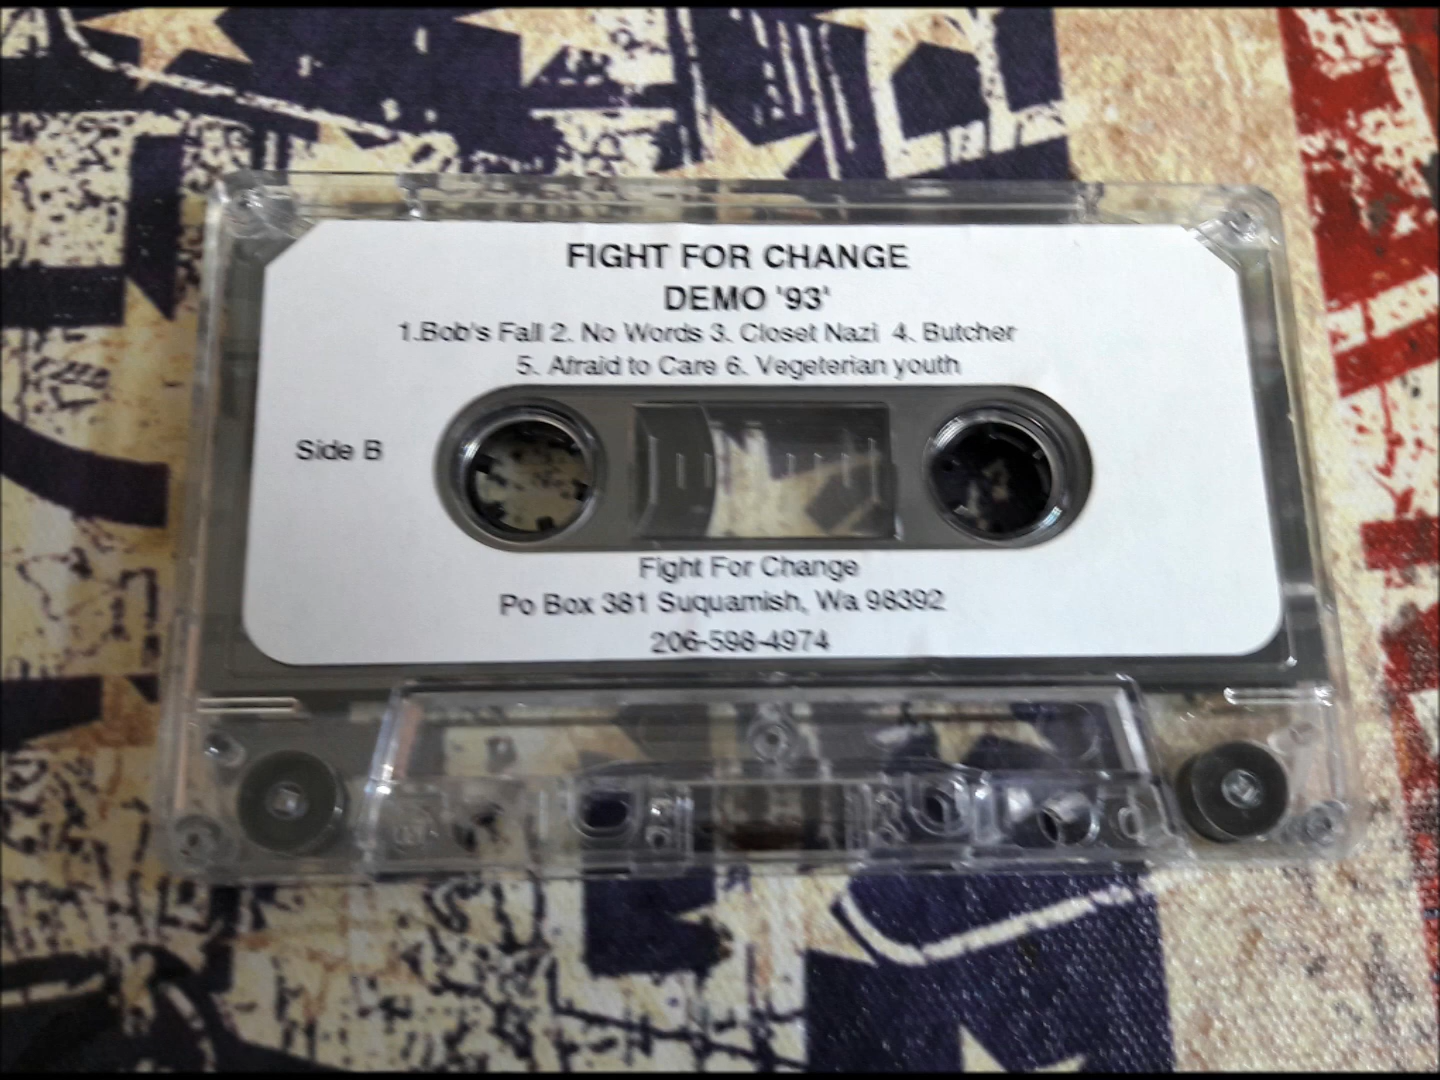 FIGHT FOR CHANGE
DEMO '93'
1.Bob's Fall 2. No Words 3. Closet Nazi 4. Butcher
5. Afraid to Care 6. Vegeterian youth
Side B
Fight For Change
Po Box 381 Suquamish, Wa 98392
206-598-4974